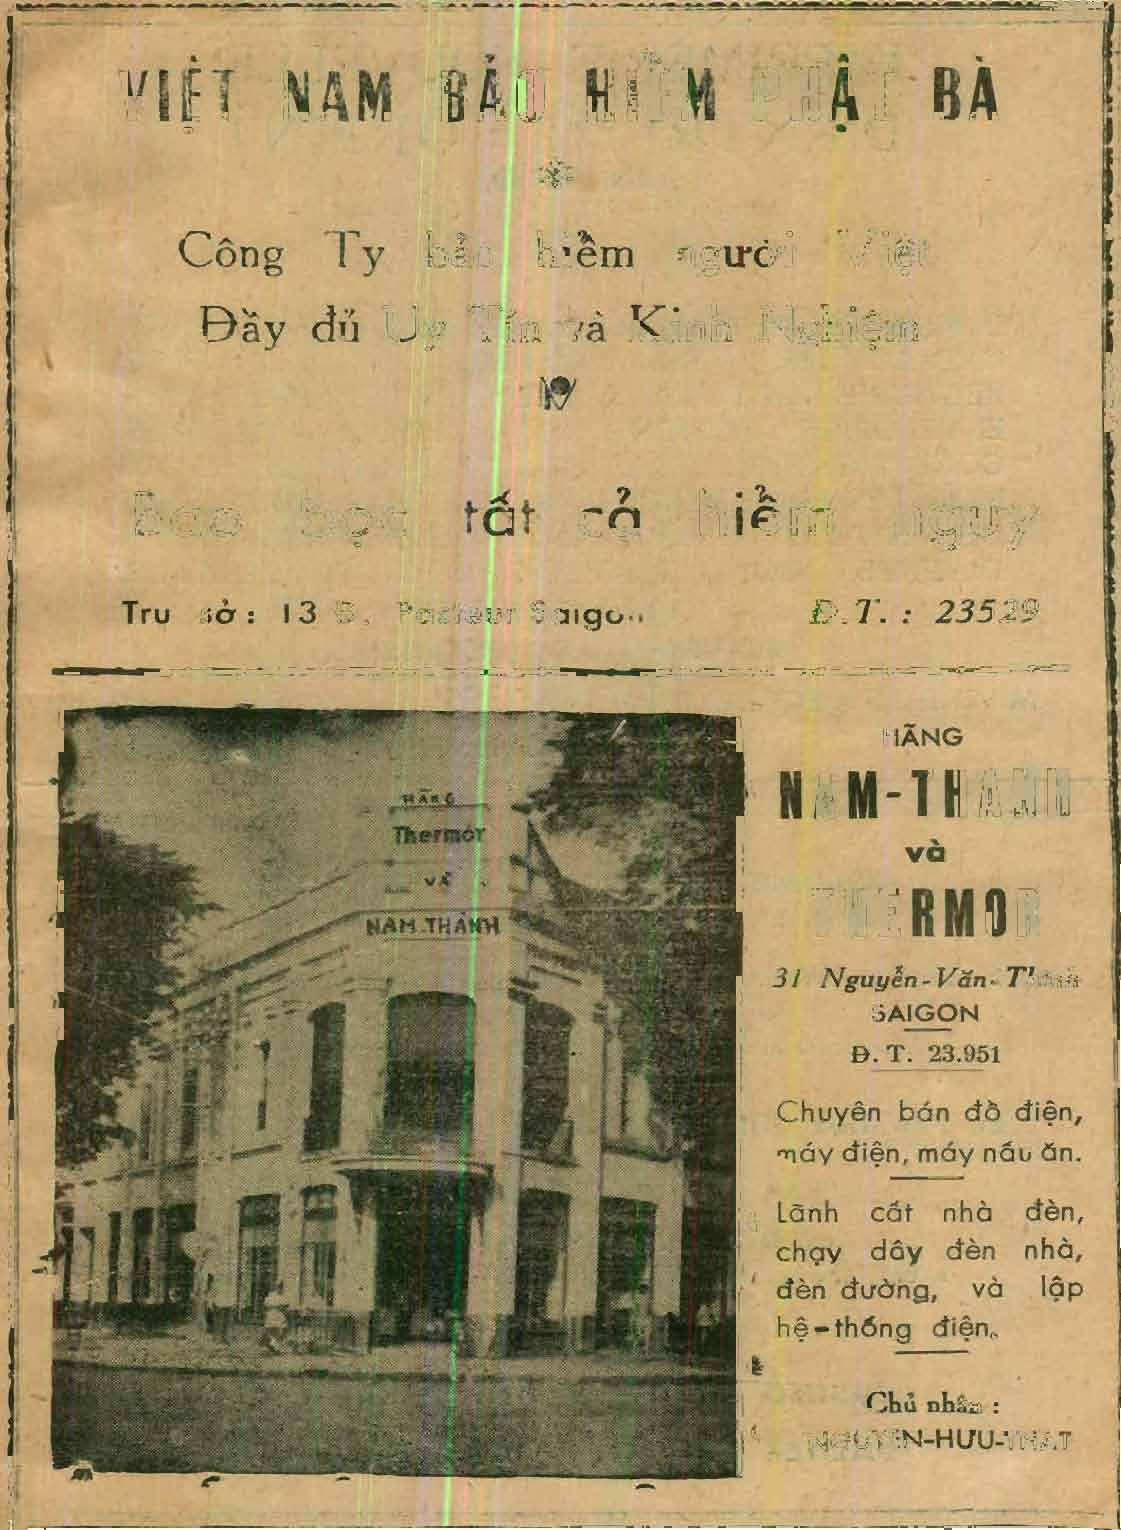 VIỆT NAM BẢO HIỂM PHẬT BÀ
Công Ty bảo hiểm người Việt
Đầy đủ Uy Tín và Kinh Nghiệm
Bao bọc tất cả hiểm nguy
Trụ sở: 13 Pasteur Saigon Đ.T. : 23529
HÃNG
Thermor
VÀ
NAM-THÀNH
HÃNG
NAM-THANH
và
THERMOR
31 Nguyễn-Văn-Thinh
SAIGON
Đ. T. 23.951
Chuyên bán đồ điện,
máy điện, máy nấu ăn.
Lãnh cất nhà đèn,
chạy dây đèn nhà,
đèn đường, và lập
hệ-thống điện.
Chủ nhân :
NGUYỄN-HỮU-THẠT